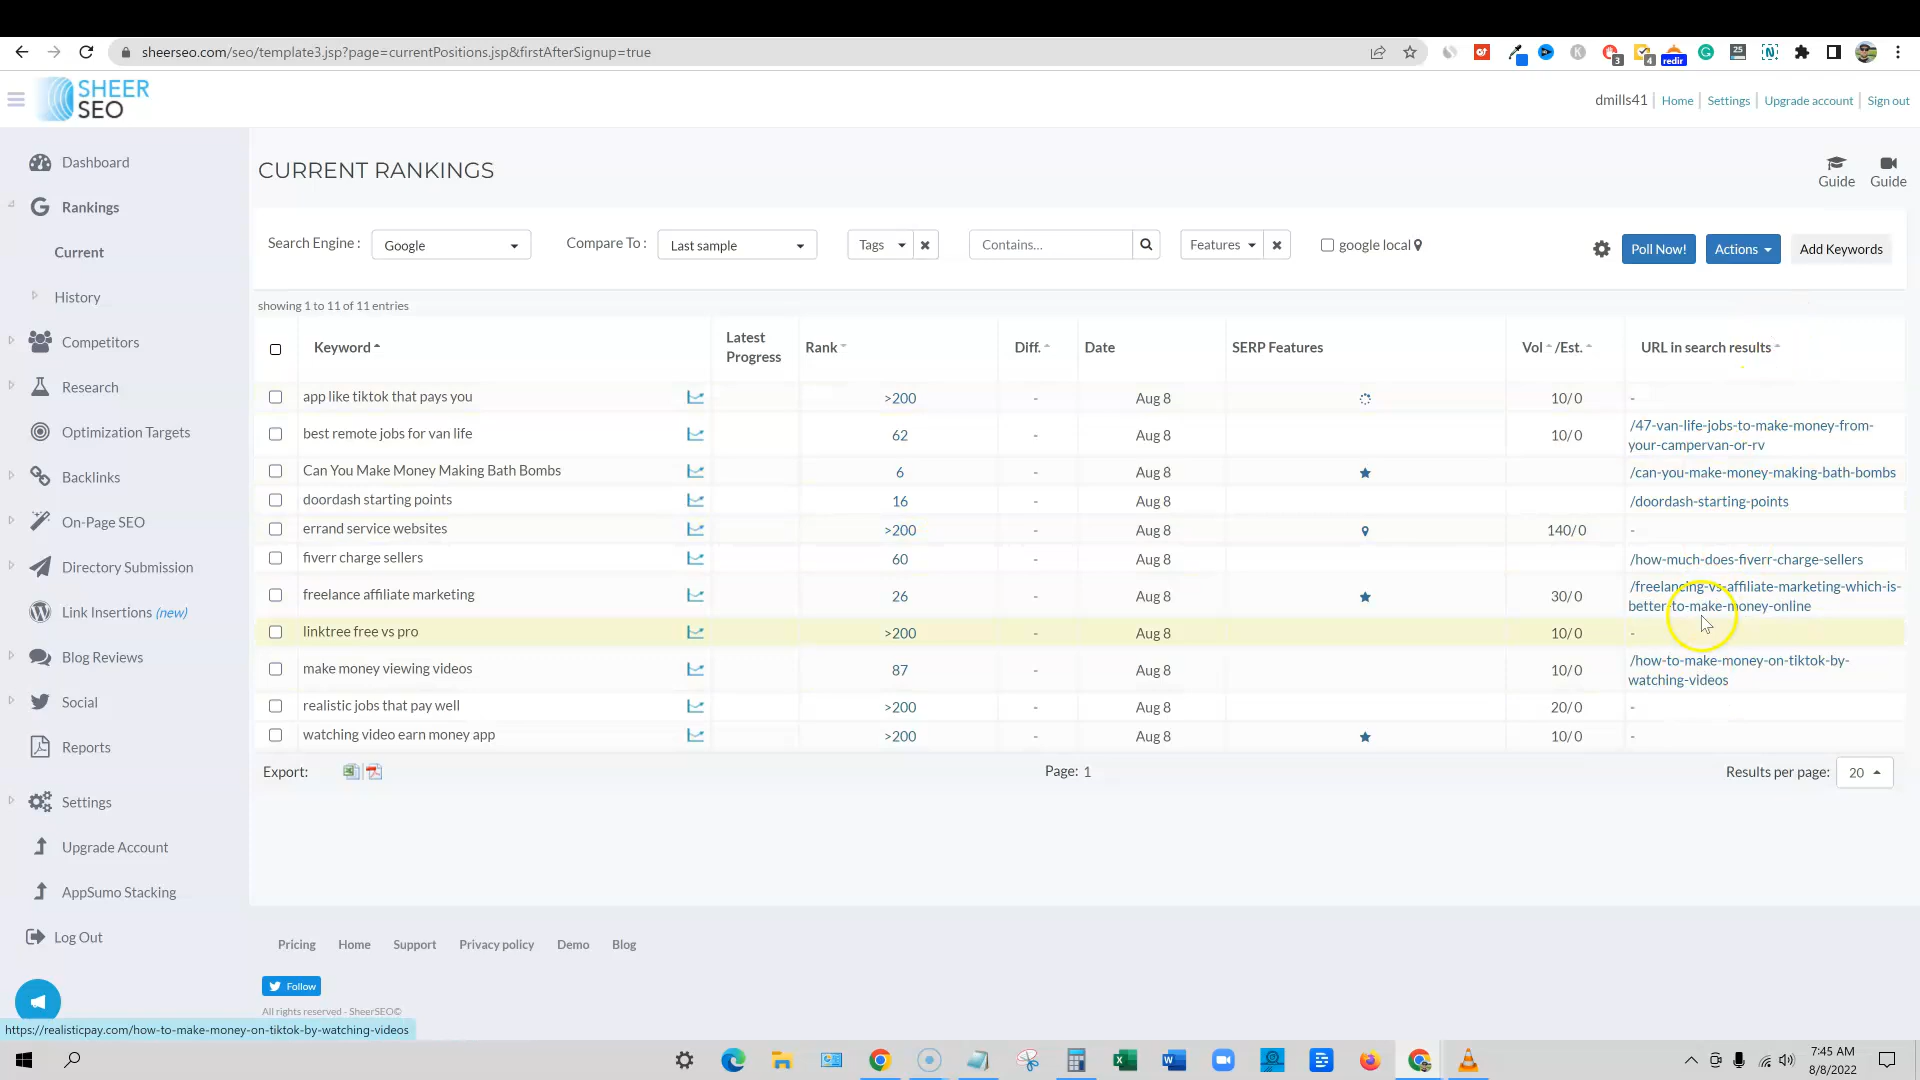 sheerseo.com/seo/template3.jsp?page=currentPositions.jsp&firstAfterSignup=true
3
4
redir
25
SHEER
SEO
dmills41 Home Settings Upgrade account Sign out
Dashboard
Rankings
Current
History
Competitors
Research
Optimization Targets
Backlinks
On-Page SEO
Directory Submission
Link Insertions (new)
Blog Reviews
Social
Reports
Settings
Upgrade Account
AppSumo Stacking
Log Out
CURRENT RANKINGS
Guide Guide
Search Engine : Google Compare To : Last sample Tags Contains... Features google local Poll Now! Actions Add Keywords
showing 1 to 11 of 11 entries
Keyword Latest Progress Rank Diff. Date SERP Features Vol /Est. URL in search results
app like tiktok that pays you >200 - Aug 8 10/0 -
best remote jobs for van life 62 - Aug 8 10/0 /47-van-life-jobs-to-make-money-from-
your-campervan-or-rv
Can You Make Money Making Bath Bombs 6 - Aug 8 /can-you-make-money-making-bath-bombs
doordash starting points 16 - Aug 8 /doordash-starting-points
errand service websites >200 - Aug 8 140/0 -
fiverr charge sellers 60 - Aug 8 /how-much-does-fiverr-charge-sellers
freelance affiliate marketing 26 - Aug 8 30/0 /freelancing-vs-affiliate-marketing-which-is-
better-to-make-money-online
linktree free vs pro >200 - Aug 8 10/0 -
make money viewing videos 87 - Aug 8 10/0 /how-to-make-money-on-tiktok-by-
watching-videos
realistic jobs that pay well >200 - Aug 8 20/0 -
watching video earn money app >200 - Aug 8 10/0 -
Export: Page: 1 Results per page: 20
Pricing Home Support Privacy policy Demo Blog
Follow
All rights reserved - SheerSEO©
https://realisticpay.com/how-to-make-money-on-tiktok-by-watching-videos
7:45 AM
8/8/2022